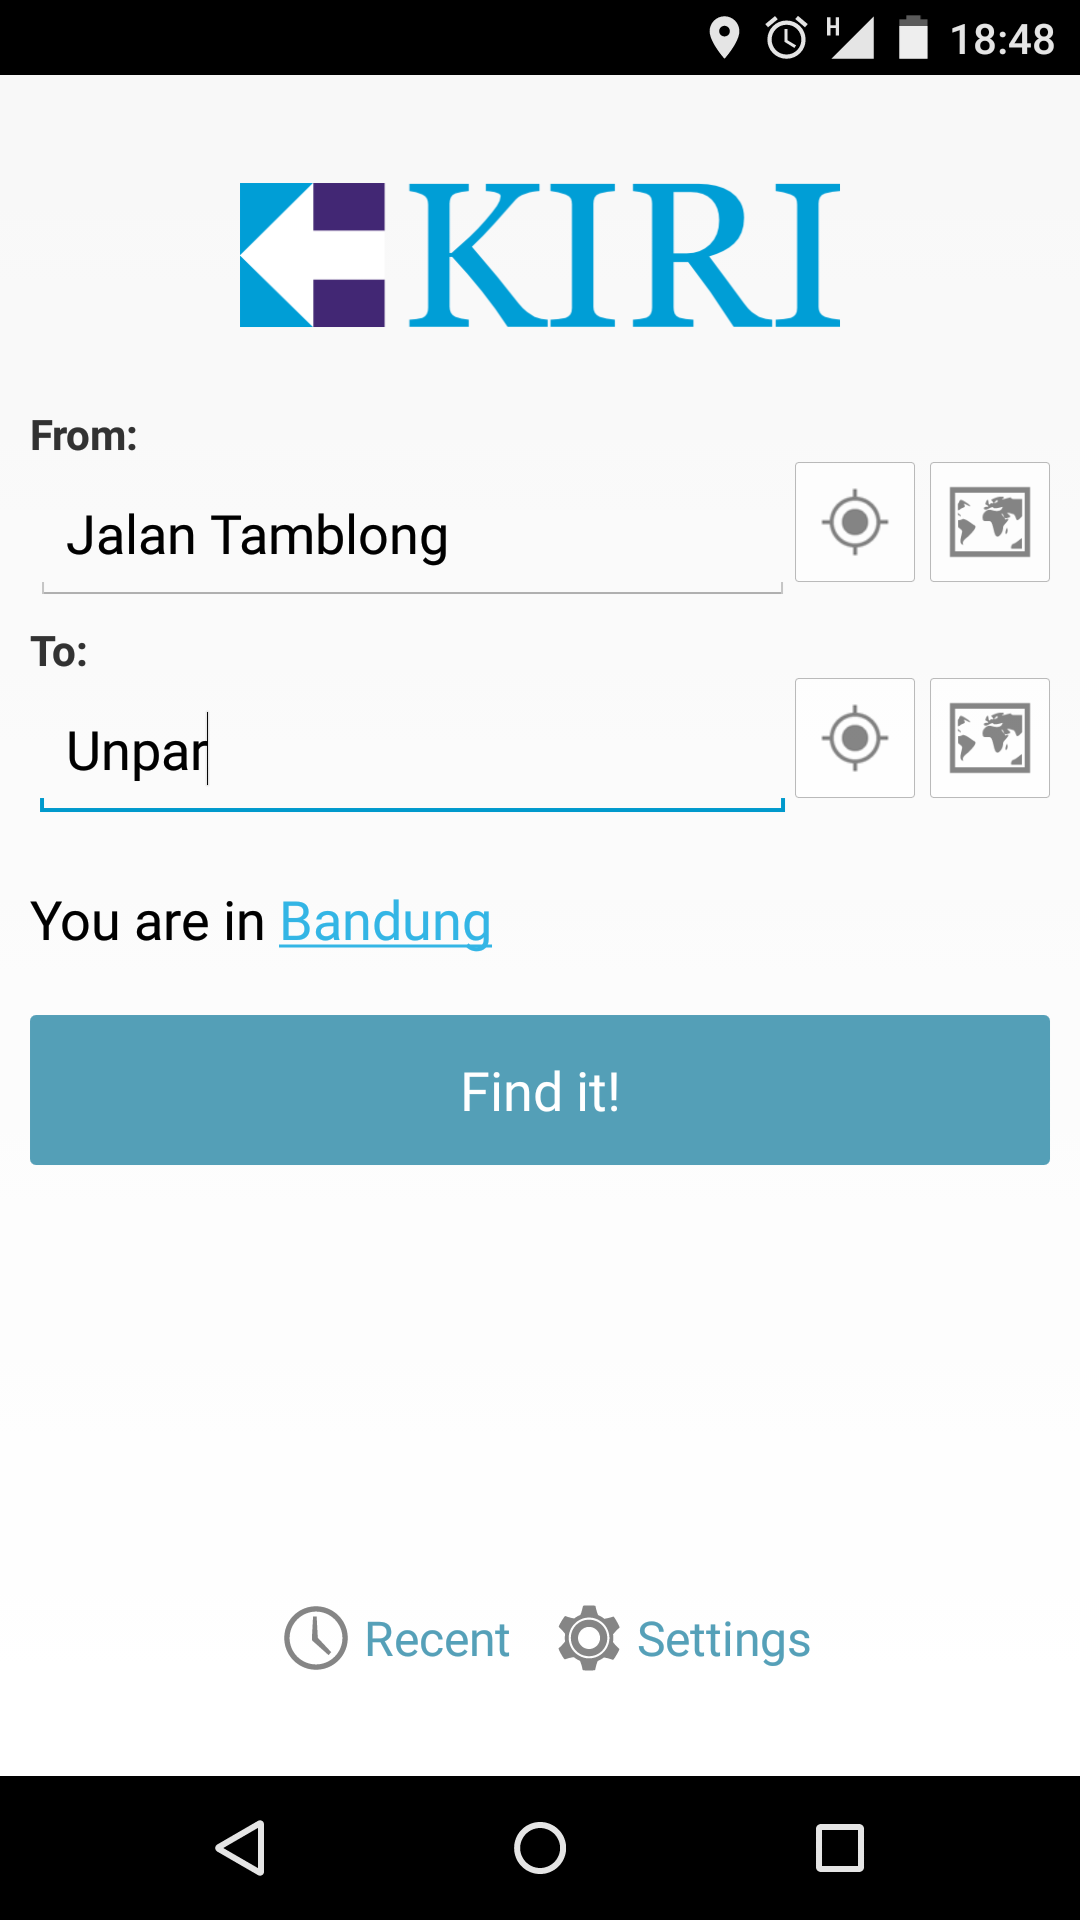 H 18:48
KIRI
From:
Jalan Tamblong
To:
Unpar
You are in Bandung
Find it!
Recent Settings